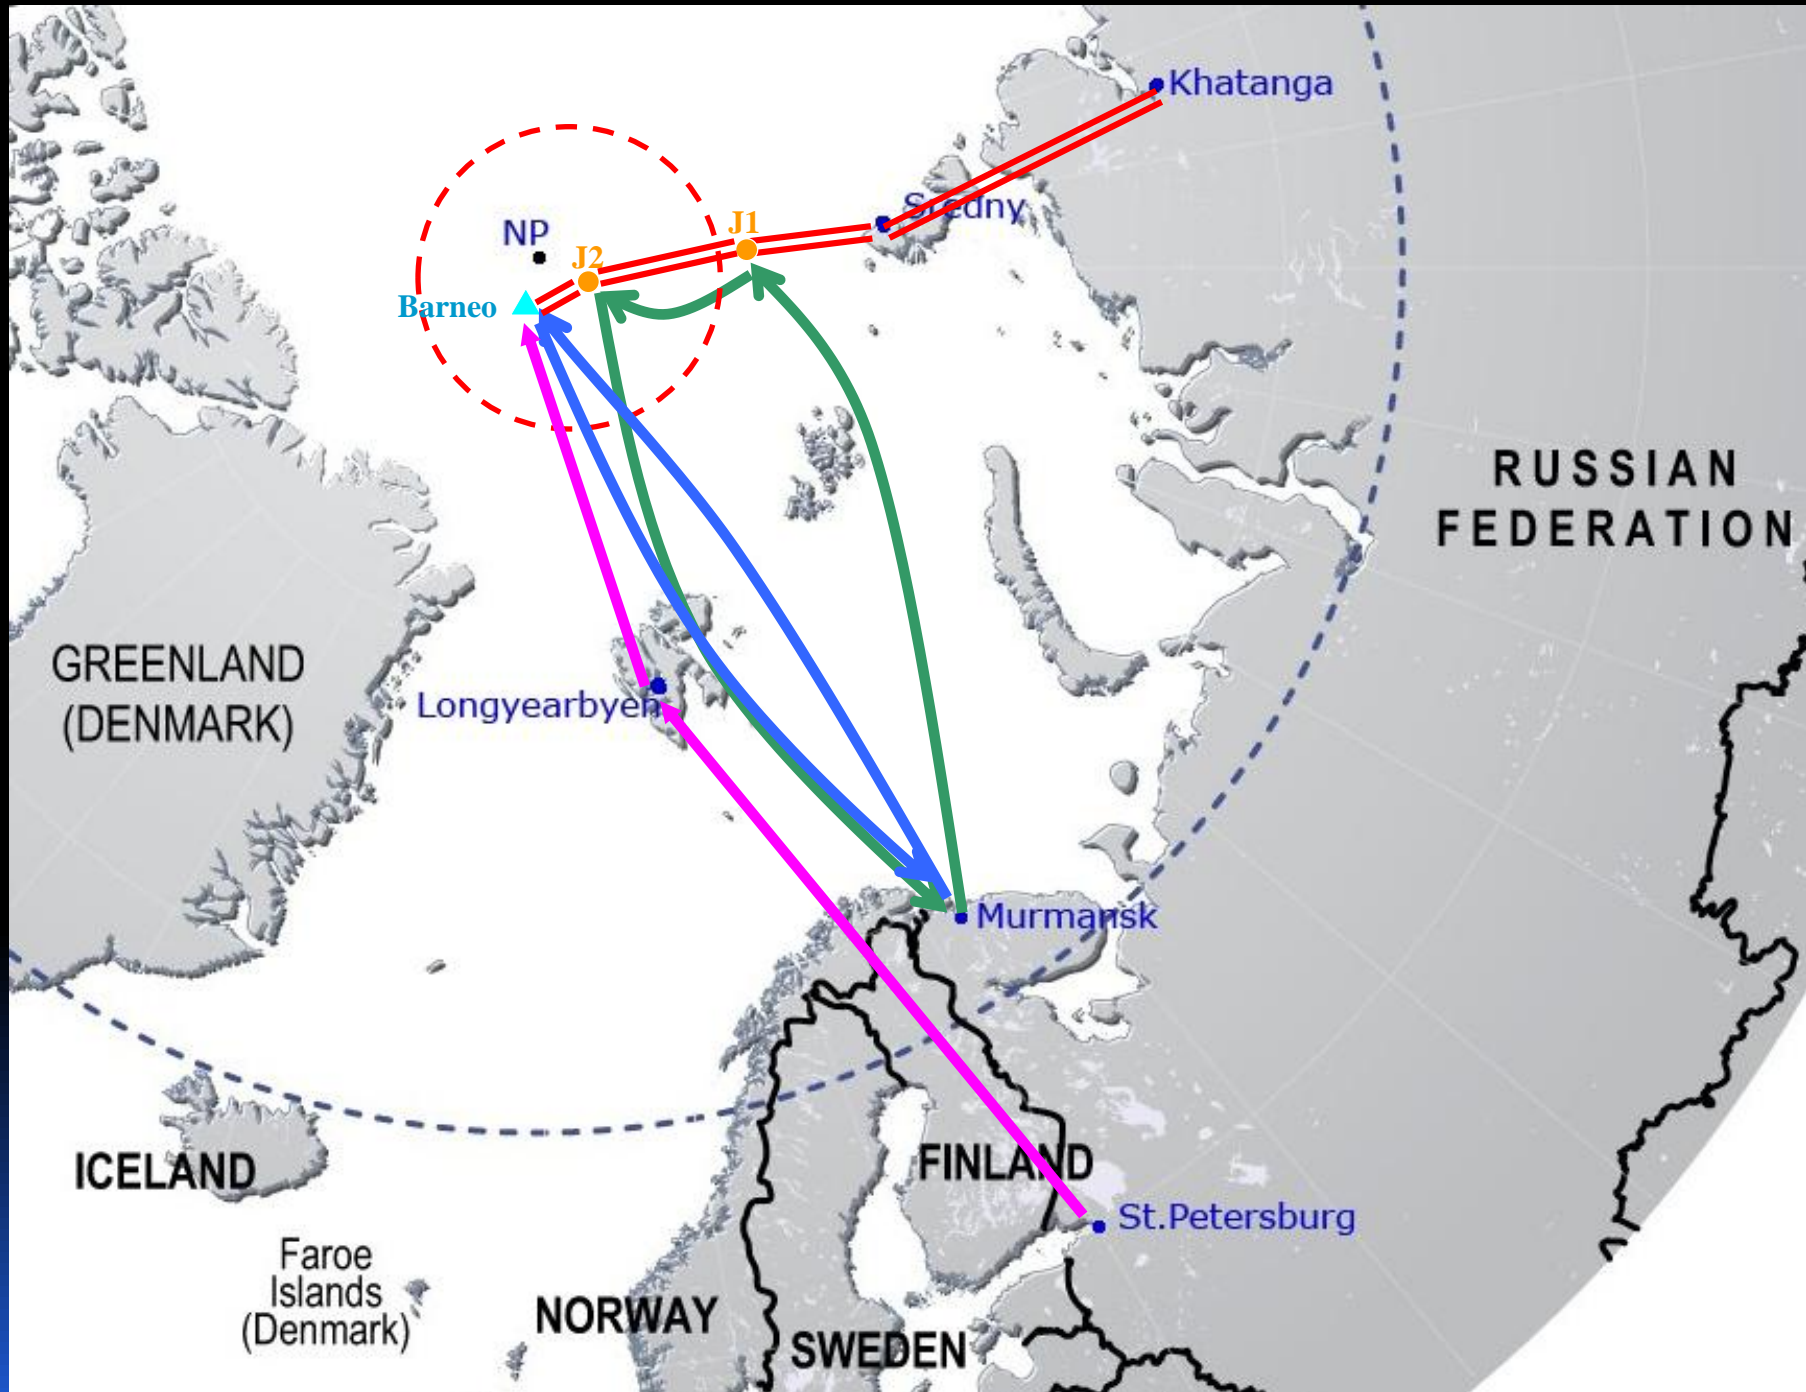 Khatanga
Sredny
NP
J1
J2
Barneo
RUSSIAN
FEDERATION
GREENLAND
(DENMARK)
Longyearbyen
Murmansk
ICELAND
FINLAND
St.Petersburg
Faroe
Islands
(Denmark)
NORWAY
SWEDEN